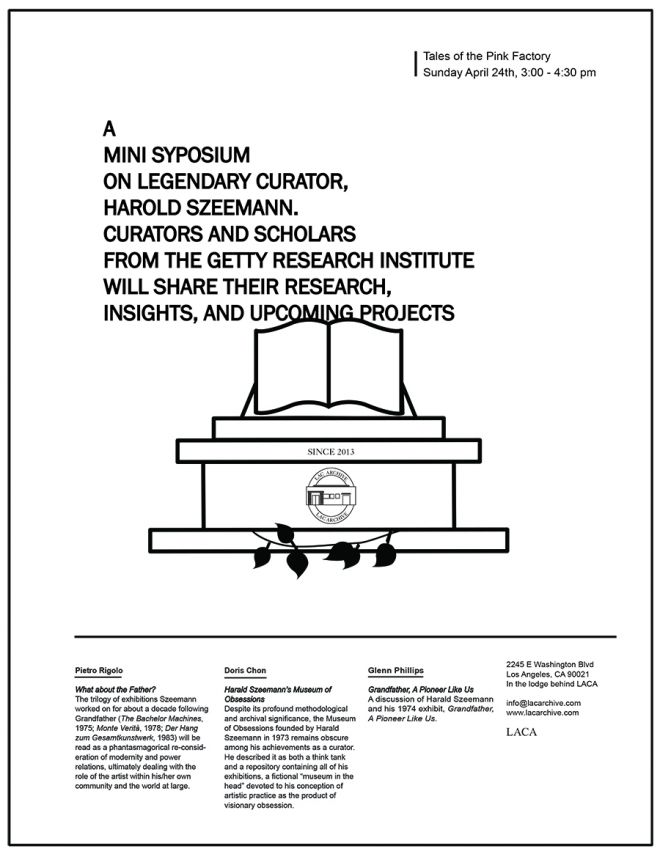 Tales of the Pink Factory
Sunday April 24th, 3:00 - 4:30 pm
A
MINI SYPOSIUM
ON LEGENDARY CURATOR,
HAROLD SZEEMANN.
CURATORS AND SCHOLARS
FROM THE GETTY RESEARCH INSTITUTE
WILL SHARE THEIR RESEARCH,
INSIGHTS, AND UPCOMING PROJECTS
SINCE 2013
LAC ARCHIVE
LACARCHIVE
Pietro Rigolo
What about the Father?
The trilogy of exhibitions Szeemann
worked on for about a decade following
Grandfather (The Bachelor Machines,
1975; Monte Verità, 1978; Der Hang
zum Gesamtkunstwerk, 1983) will be
read as a phantasmagorical re-consid-
eration of modernity and power
relations, ultimately dealing with the
role of the artist within his/her own
community and the world at large.
Doris Chon
Harald Szeemann's Museum of
Obsessions
Despite its profound methodological
and archival significance, the Museum
of Obsessions founded by Harald
Szeemann in 1973 remains obscure
among his achievements as a curator.
He described it as both a think tank
and a repository containing all of his
exhibitions, a fictional "museum in the
head" devoted to his conception of
artistic practice as the product of
visionary obsession.
Glenn Phillips
Grandfather, A Pioneer Like Us
A discussion of Harald Szeemann
and his 1974 exhibit, Grandfather,
A Pioneer Like Us.
2245 E Washington Blvd
Los Angeles, CA 90021
In the lodge behind LACA
info@lacarchive.com
www.lacarchive.com
LACA